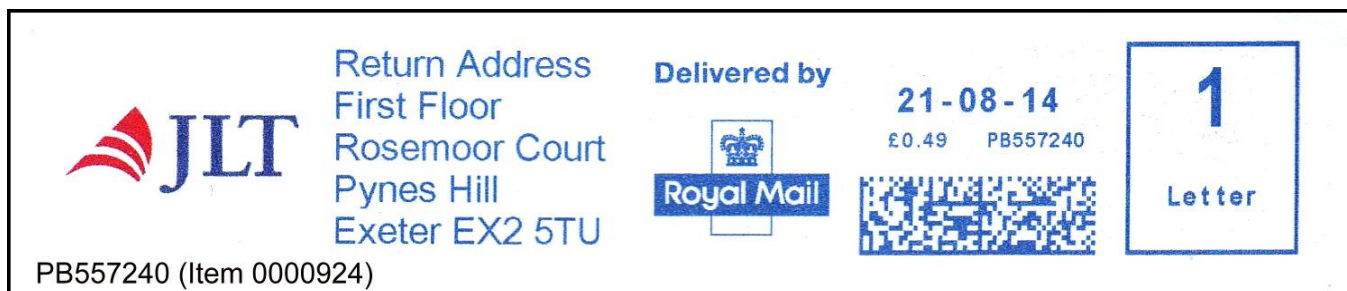 JLT
Return Address
First Floor
Rosemoor Court
Pynes Hill
Exeter EX2 5TU
Delivered by
Royal Mail
21-08-14
£0.49 PB557240
1
Letter
PB557240 (Item 0000924)